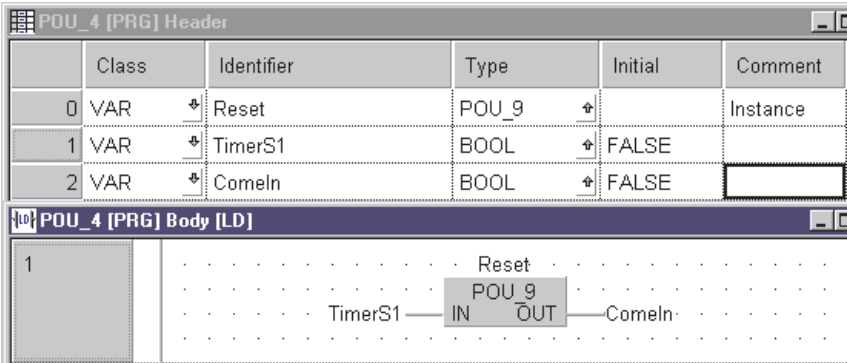 POU_4 [PRG] Header
Class Identifier Type Initial Comment
0 VAR Reset POU_9 Instance
1 VAR TimerS1 BOOL FALSE
2 VAR ComeIn BOOL FALSE
LD POU_4 [PRG] Body [LD]
1
Reset
POU_9
TimerS1 IN OUT ComeIn